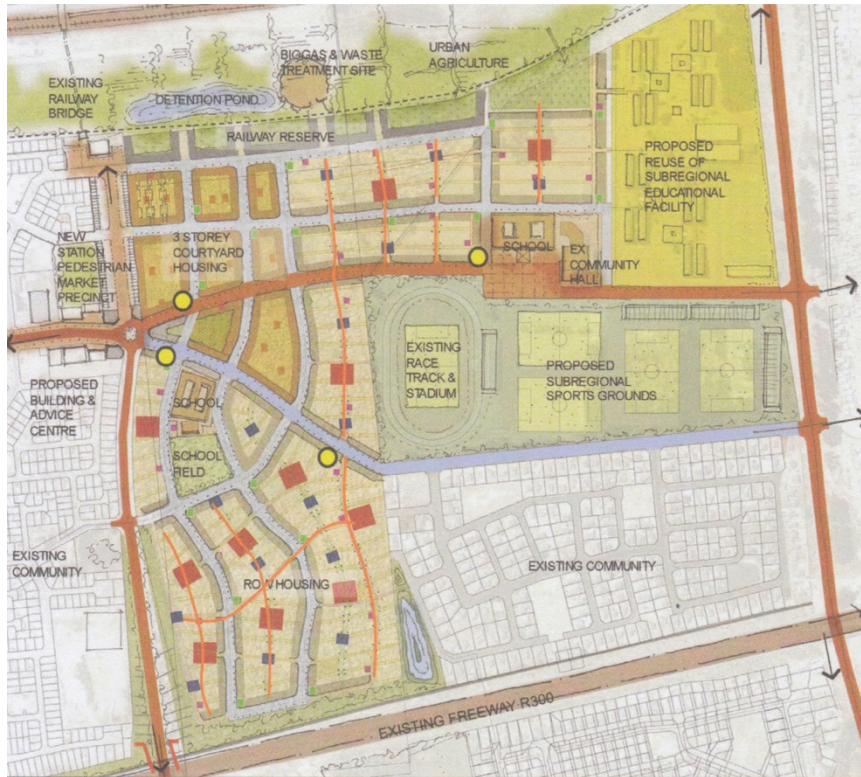 BIGGAS & WASTE
TREATMENT SITE
URBAN
AGRICULTURE
EXISTING
RAILWAY
BRIDGE
DETENTION POND
RAILWAY RESERVE
PROPOSED
REUSE OF
SUBREGIONAL
EDUCATIONAL
FACILITY
NEW
STATION
PEDESTRIAN
MARKET
PRECINCT
3 STOREY
COURTYARD
HOUSING
SCHOOL
EX
COMMUNITY
HALL
EXISTING
RACE
TRACK &
STADIUM
PROPOSED
SUBREGIONAL
SPORTS GROUNDS
PROPOSED
BUILDING &
ADVICE
CENTRE
SCHOOL
SCHOOL
FIELD
EXISTING
COMMUNITY
ROW HOUSING
EXISTING COMMUNITY
EXISTING FREEWAY R300